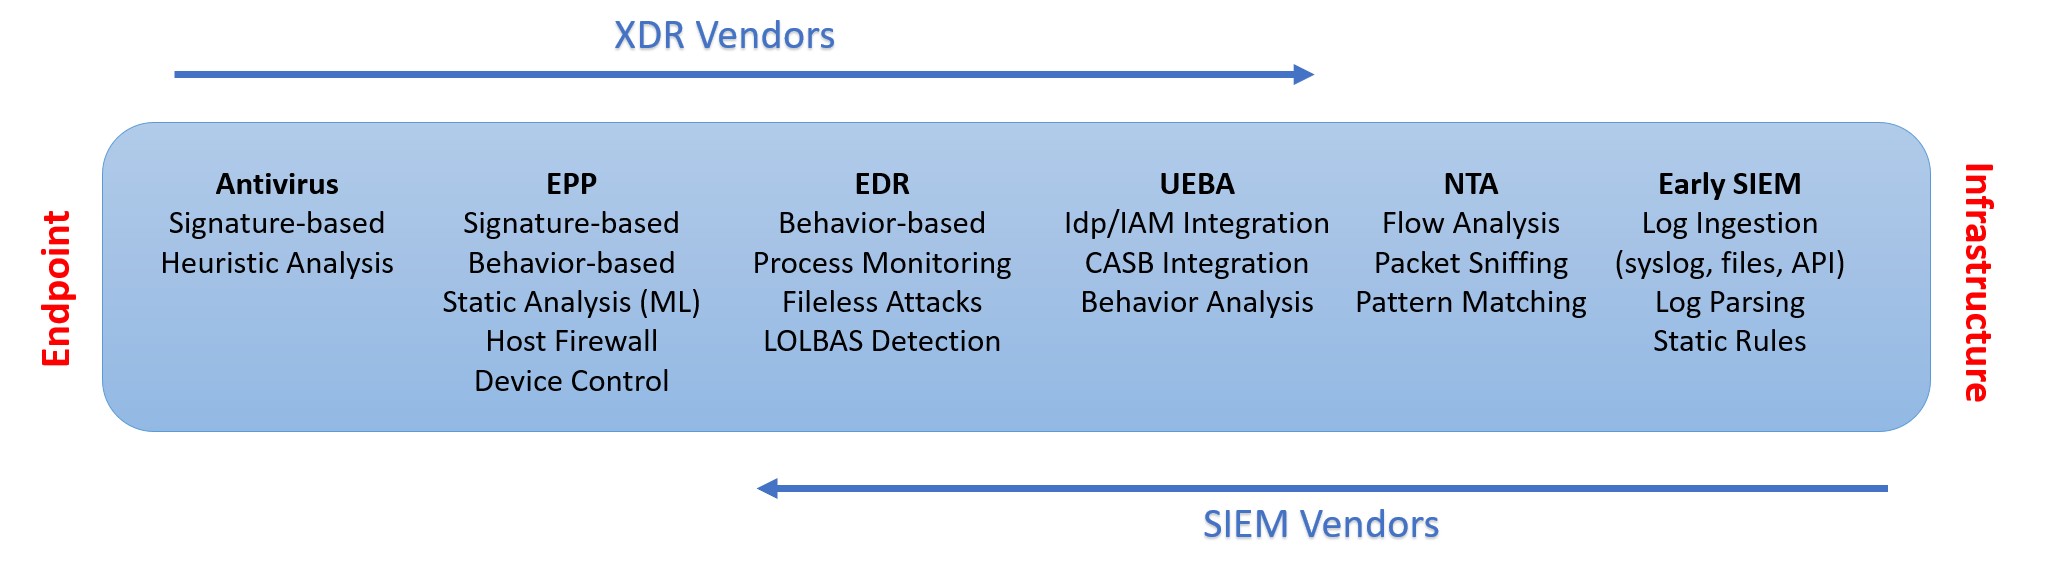 XDR Vendors
Endpoint
Antivirus
Signature-based
Heuristic Analysis
EPP
Signature-based
Behavior-based
Static Analysis (ML)
Host Firewall
Device Control
EDR
Behavior-based
Process Monitoring
Fileless Attacks
LOLBAS Detection
UEBA
Idp/IAM Integration
CASB Integration
Behavior Analysis
NTA
Flow Analysis
Packet Sniffing
Pattern Matching
Early SIEM
Log Ingestion
(syslog, files, API)
Log Parsing
Static Rules
Infrastructure
SIEM Vendors